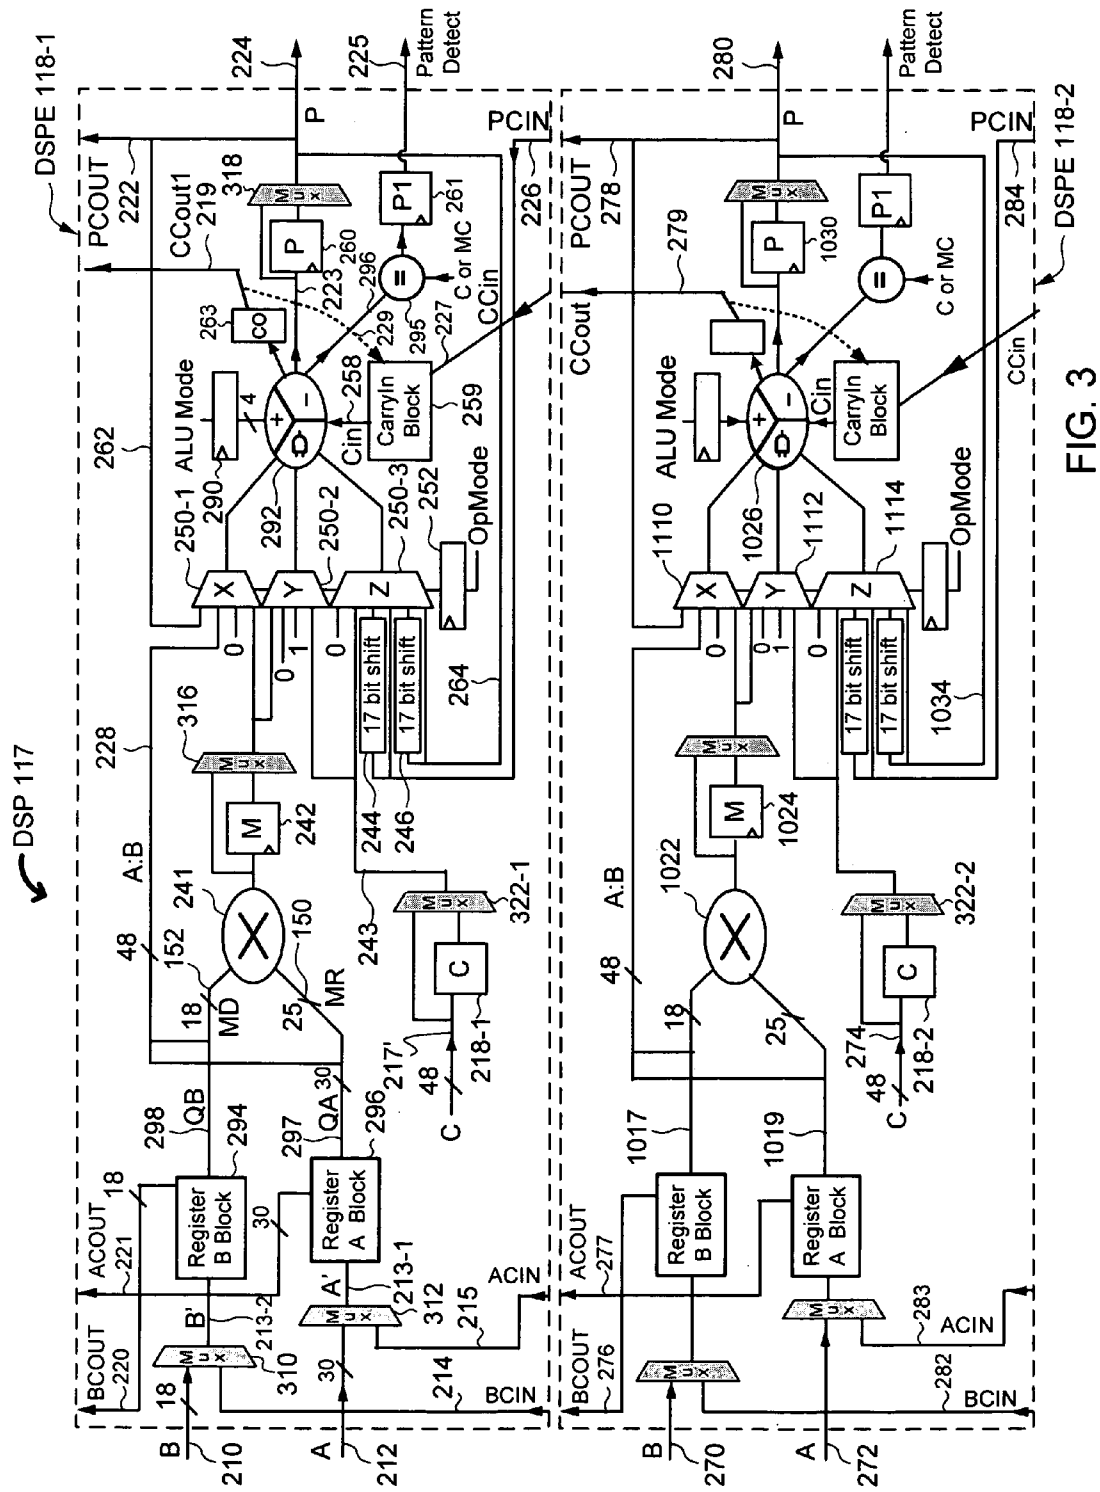 DSP 117
DSPE 118-1
BCOUT
220
ACOUT
221
18
A:B
228
262
ALU Mode
CCout1
219
PCOUT
222
B
210
18
310
Mux
B'
213-2
Register
B Block
294
30
298
QB
48
152
18
MD
241
M
242
Mux
316
0
0
1
0
X
Y
Z
250-1
250-2
250-3
290
4
292
+
−
CO
263
223
P
260
Mux
318
P
224
A
212
30
Mux
312
A'
213-1
Register
A Block
296
297
QA
30
25
150
MR
243
17 bit shift
17 bit shift
244
246
264
252
OpMode
Cin
258
CarryIn
Block
259
229
296
=
295
C or MC
P1
261
225
Pattern
Detect
CCin
227
214
BCIN
215
ACIN
C
48
217'
218-1
C
Mux
322-1
PCIN
226
BCOUT
276
ACOUT
277
A:B
48
ALU Mode
CCout
279
PCOUT
278
B
270
Mux
Register
B Block
1017
18
1022
M
1024
Mux
0
0
1
0
X
Y
Z
1110
1112
1114
1026
+
−
P
1030
Mux
P
280
A
272
Mux
Register
A Block
1019
25
17 bit shift
17 bit shift
1034
OpMode
Cin
CarryIn
Block
=
C or MC
P1
Pattern
Detect
282
BCIN
283
ACIN
C
48
274
218-2
C
Mux
322-2
CCin
PCIN
284
DSPE 118-2
FIG. 3